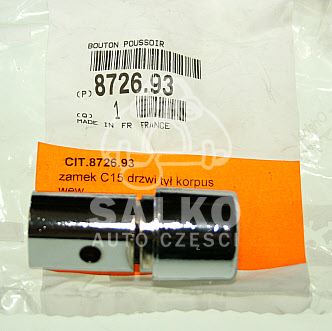 BOUTON POUSSOIR
(P) 8726.93
(Q) 1
MADE IN FR FRANCE
CIT.8726.93
zamek C15 drzwi tył korpus
wew
SALKO
AUTO CZĘŚCI